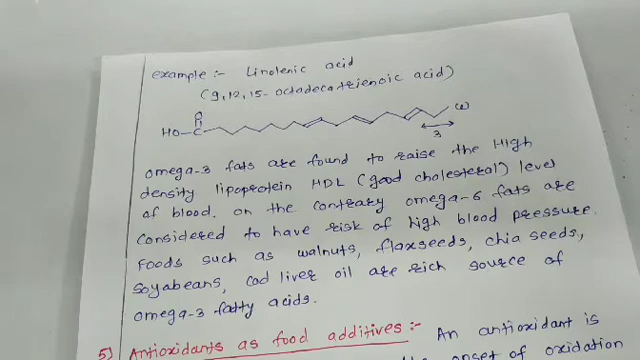 example :- Linolenic acid
(9,12,15-octadecatrienoic acid)
O
HO-C (ω)
3
omega-3 fats are found to raise the High
density lipoprotein HDL (good cholesterol) level
of blood. on the contrary omega-6 fats are
considered to have risk of high blood pressure.
Foods such as walnuts, flaxseeds, chia seeds,
soyabeans, cod liver oil are rich source of
omega-3 fatty acids.
5) Antioxidants as food additives :- An antioxidant is
onset of oxidation